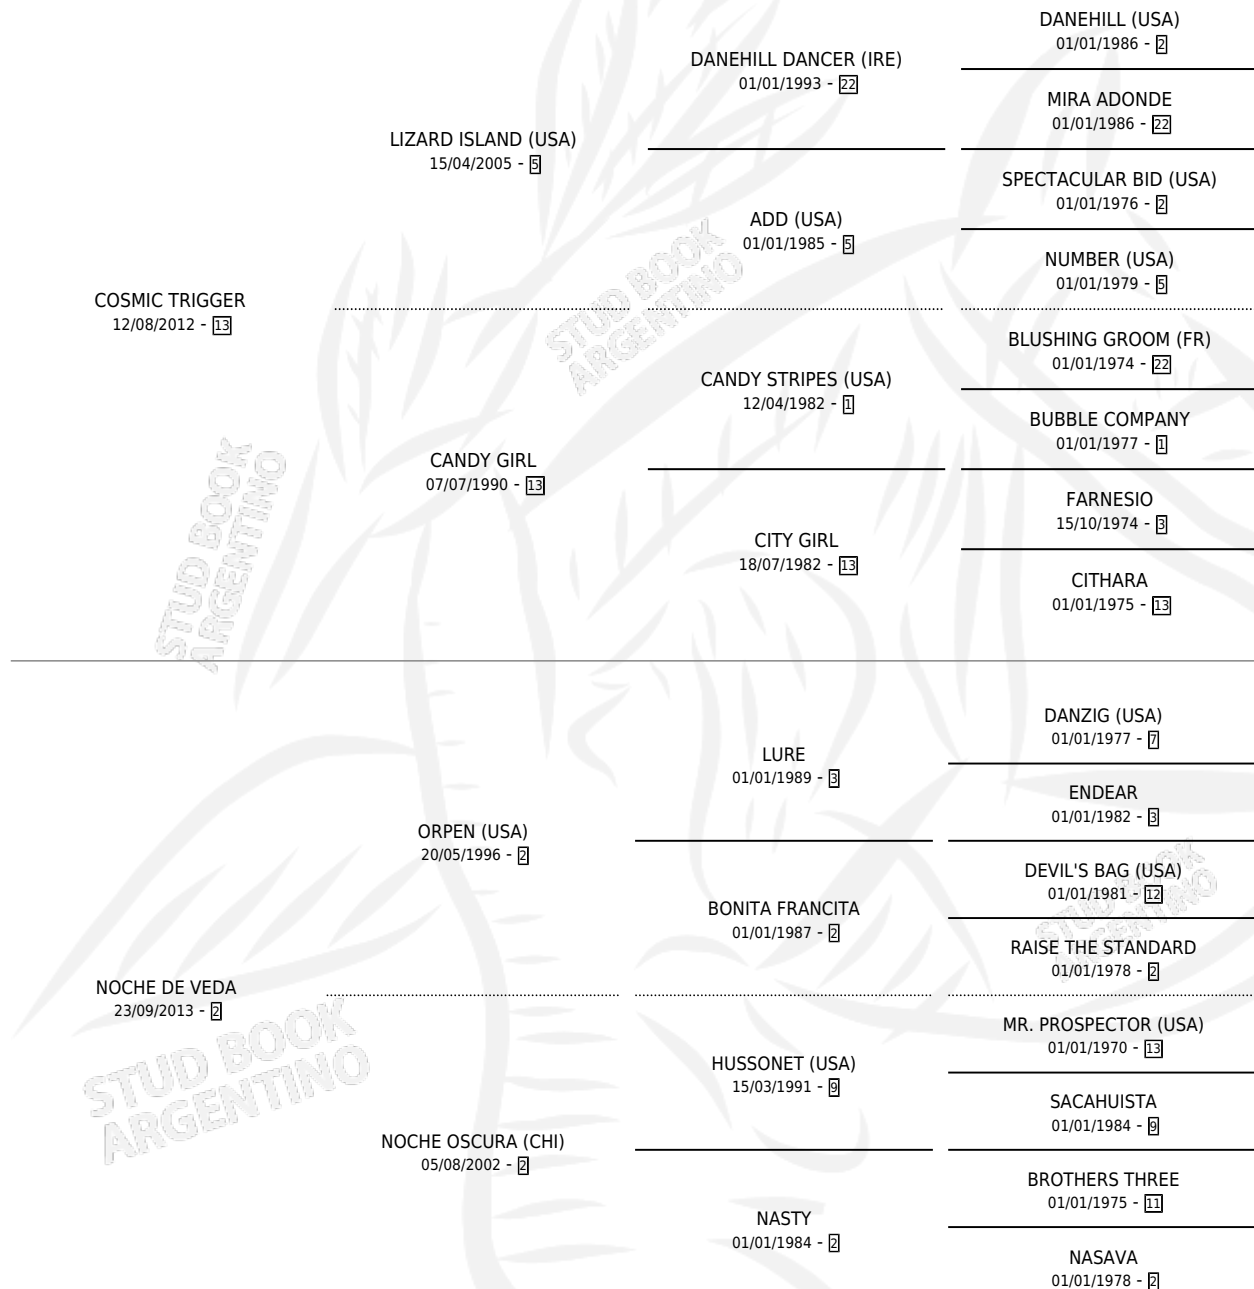 DANEHILL (USA)
01/01/1986 - 2
DANEHILL DANCER (IRE)
01/01/1993 - 22
MIRA ADONDE
01/01/1986 - 22
LIZARD ISLAND (USA)
15/04/2005 - 5
SPECTACULAR BID (USA)
01/01/1976 - 2
ADD (USA)
01/01/1985 - 5
NUMBER (USA)
01/01/1979 - 5
COSMIC TRIGGER
12/08/2012 - 13
BLUSHING GROOM (FR)
01/01/1974 - 22
CANDY STRIPES (USA)
12/04/1982 - 1
BUBBLE COMPANY
01/01/1977 - 1
CANDY GIRL
07/07/1990 - 13
FARNESIO
15/10/1974 - 3
CITY GIRL
18/07/1982 - 13
CITHARA
01/01/1975 - 13
DANZIG (USA)
01/01/1977 - 7
LURE
01/01/1989 - 3
ENDEAR
01/01/1982 - 3
ORPEN (USA)
20/05/1996 - 2
DEVIL'S BAG (USA)
01/01/1981 - 12
BONITA FRANCITA
01/01/1987 - 2
RAISE THE STANDARD
01/01/1978 - 2
NOCHE DE VEDA
23/09/2013 - 2
MR. PROSPECTOR (USA)
01/01/1970 - 13
HUSSONET (USA)
15/03/1991 - 9
SACAHUISTA
01/01/1984 - 9
NOCHE OSCURA (CHI)
05/08/2002 - 2
BROTHERS THREE
01/01/1975 - 11
NASTY
01/01/1984 - 2
NASAVA
01/01/1978 - 2
STUD BOOK
ARGENTINO
STUD BOOK
ARGENTINO
STUD BOOK
ARGENTINO
STUD BOOK
ARGENTINO